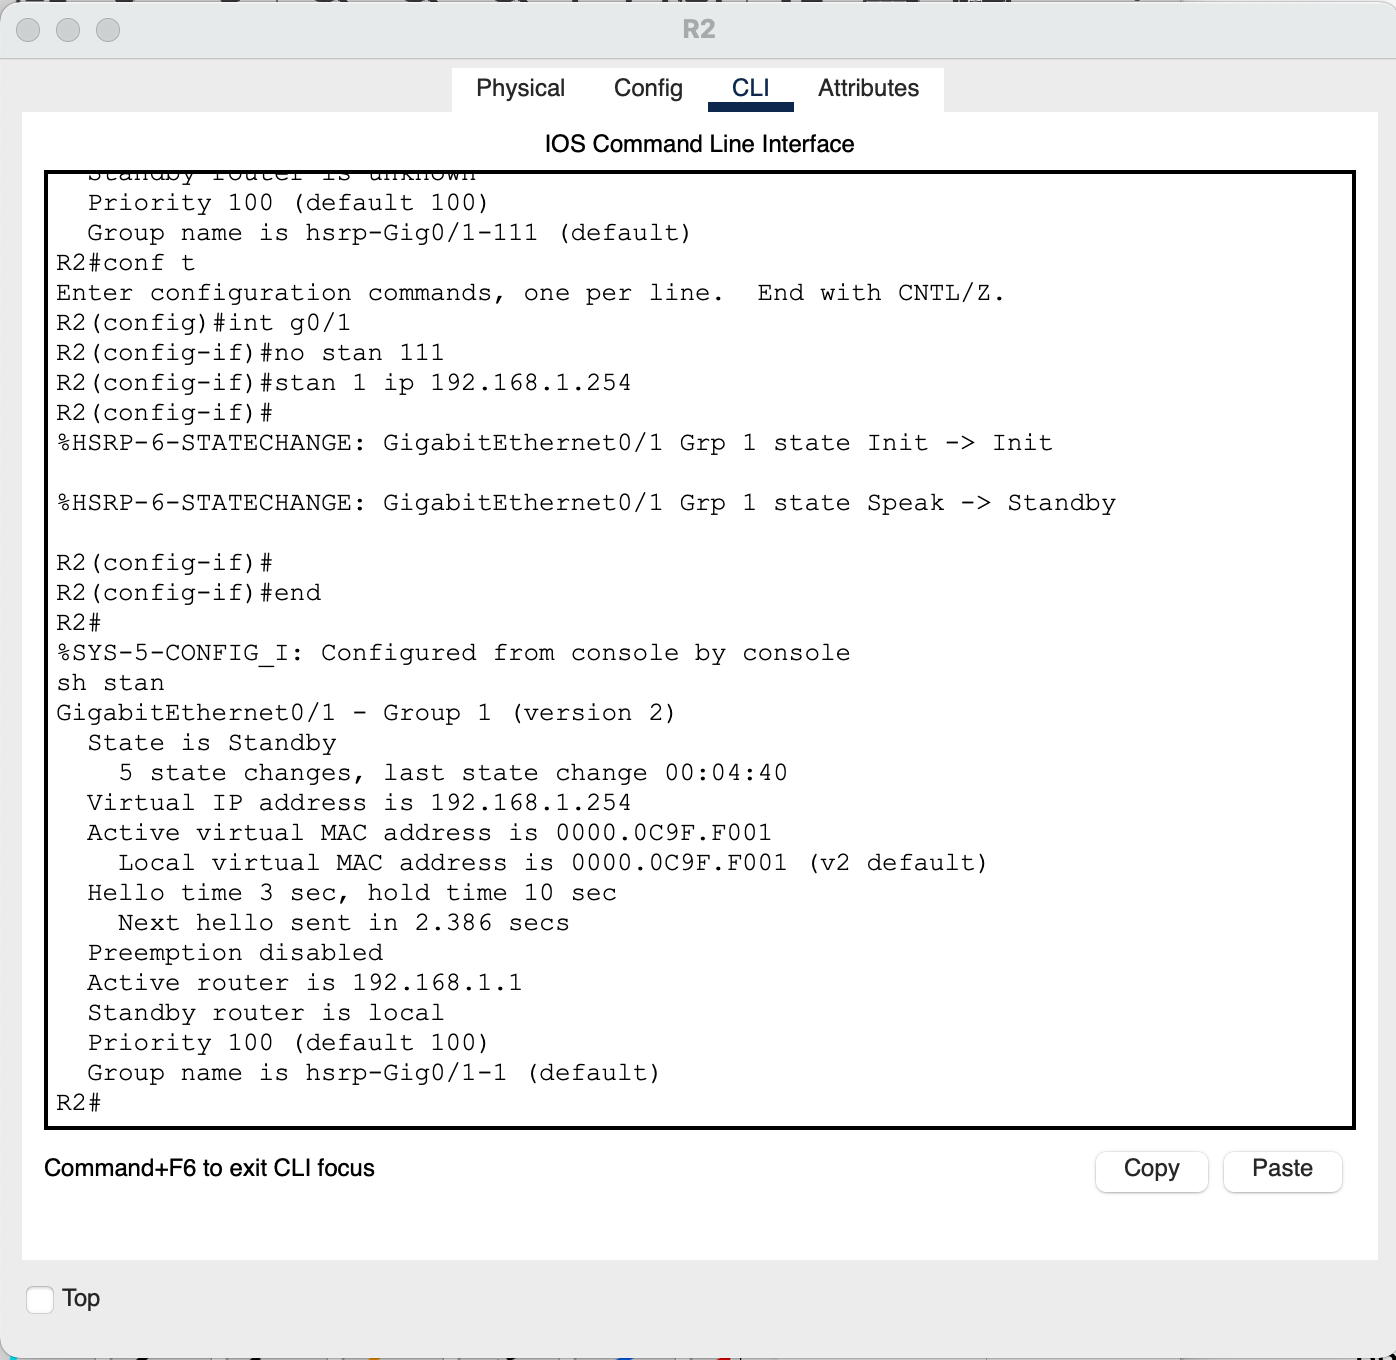 R2
Physical Config CLI Attributes
IOS Command Line Interface
Standby router is unknown
Priority 100 (default 100)
Group name is hsrp-Gig0/1-111 (default)
R2#conf t
Enter configuration commands, one per line.  End with CNTL/Z.
R2(config)#int g0/1
R2(config-if)#no stan 111
R2(config-if)#stan 1 ip 192.168.1.254
R2(config-if)#
%HSRP-6-STATECHANGE: GigabitEthernet0/1 Grp 1 state Init -> Init
%HSRP-6-STATECHANGE: GigabitEthernet0/1 Grp 1 state Speak -> Standby
R2(config-if)#
R2(config-if)#end
R2#
%SYS-5-CONFIG_I: Configured from console by console
sh stan
GigabitEthernet0/1 - Group 1 (version 2)
State is Standby
5 state changes, last state change 00:04:40
Virtual IP address is 192.168.1.254
Active virtual MAC address is 0000.0C9F.F001
Local virtual MAC address is 0000.0C9F.F001 (v2 default)
Hello time 3 sec, hold time 10 sec
Next hello sent in 2.386 secs
Preemption disabled
Active router is 192.168.1.1
Standby router is local
Priority 100 (default 100)
Group name is hsrp-Gig0/1-1 (default)
R2#
Command+F6 to exit CLI focus
Copy Paste
Top